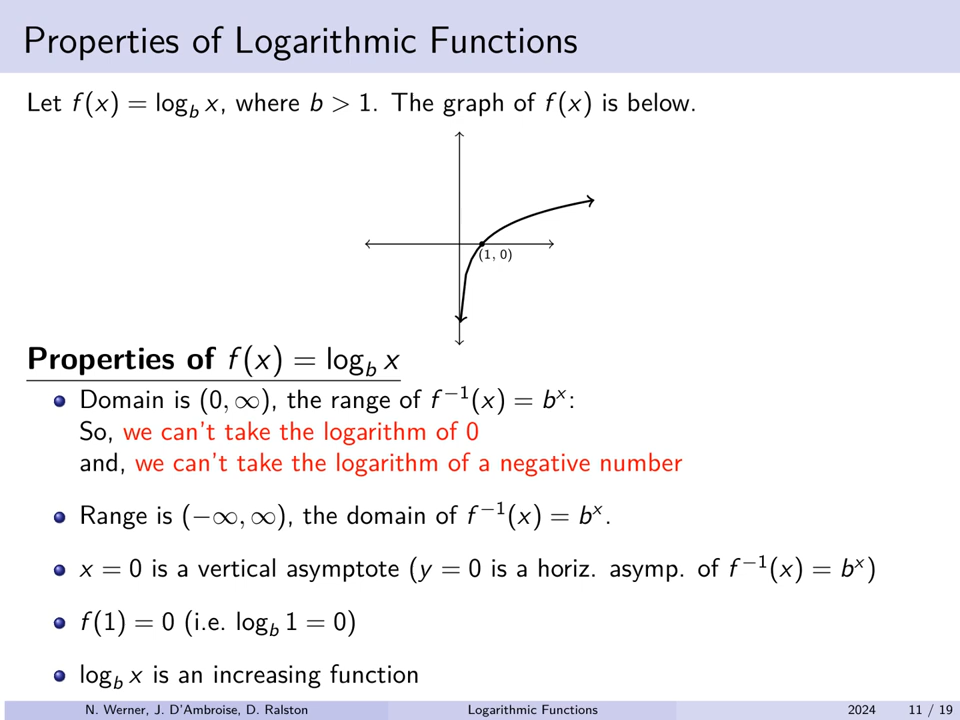 Properties of Logarithmic Functions
Let f(x) = log_b x, where b > 1. The graph of f(x) is below.
(1, 0)
Properties of f(x) = log_b x
Domain is (0, ∞), the range of f⁻¹(x) = bˣ:
So, we can't take the logarithm of 0
and, we can't take the logarithm of a negative number
Range is (−∞, ∞), the domain of f⁻¹(x) = bˣ.
x = 0 is a vertical asymptote (y = 0 is a horiz. asymp. of f⁻¹(x) = bˣ)
f(1) = 0 (i.e. log_b 1 = 0)
log_b x is an increasing function
N. Werner, J. D'Ambroise, D. Ralston Logarithmic Functions 2024 11 / 19